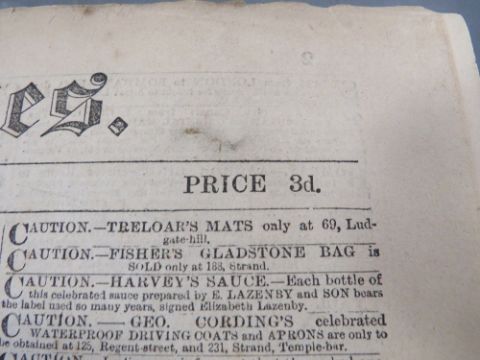 es.
PRICE 3d.
CAUTION.—TRELOAR'S MATS only at 69, Lud-
gate-hill.
CAUTION.—FISHER'S GLADSTONE BAG is
SOLD only at 188, Strand.
CAUTION.—HARVEY'S SAUCE.—Each bottle of
this celebrated sauce prepared by E. LAZENBY and SON bears
the label used so many years, signed Elizabeth Lazenby.
CAUTION. — GEO. CORDING'S celebrated
WATERPROOF DRIVING COATS and APRONS are only to
be obtained at 125, Regent-street, and 231, Strand, Temple-bar.